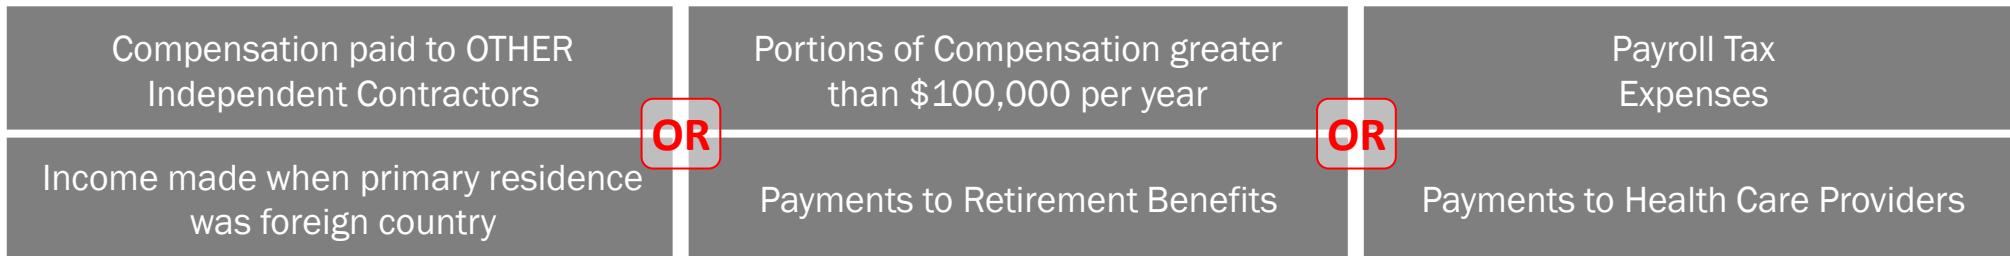 Compensation paid to OTHER
Independent Contractors
Portions of Compensation greater
than $100,000 per year
Payroll Tax
Expenses
OR
OR
Income made when primary residence
was foreign country
Payments to Retirement Benefits
Payments to Health Care Providers